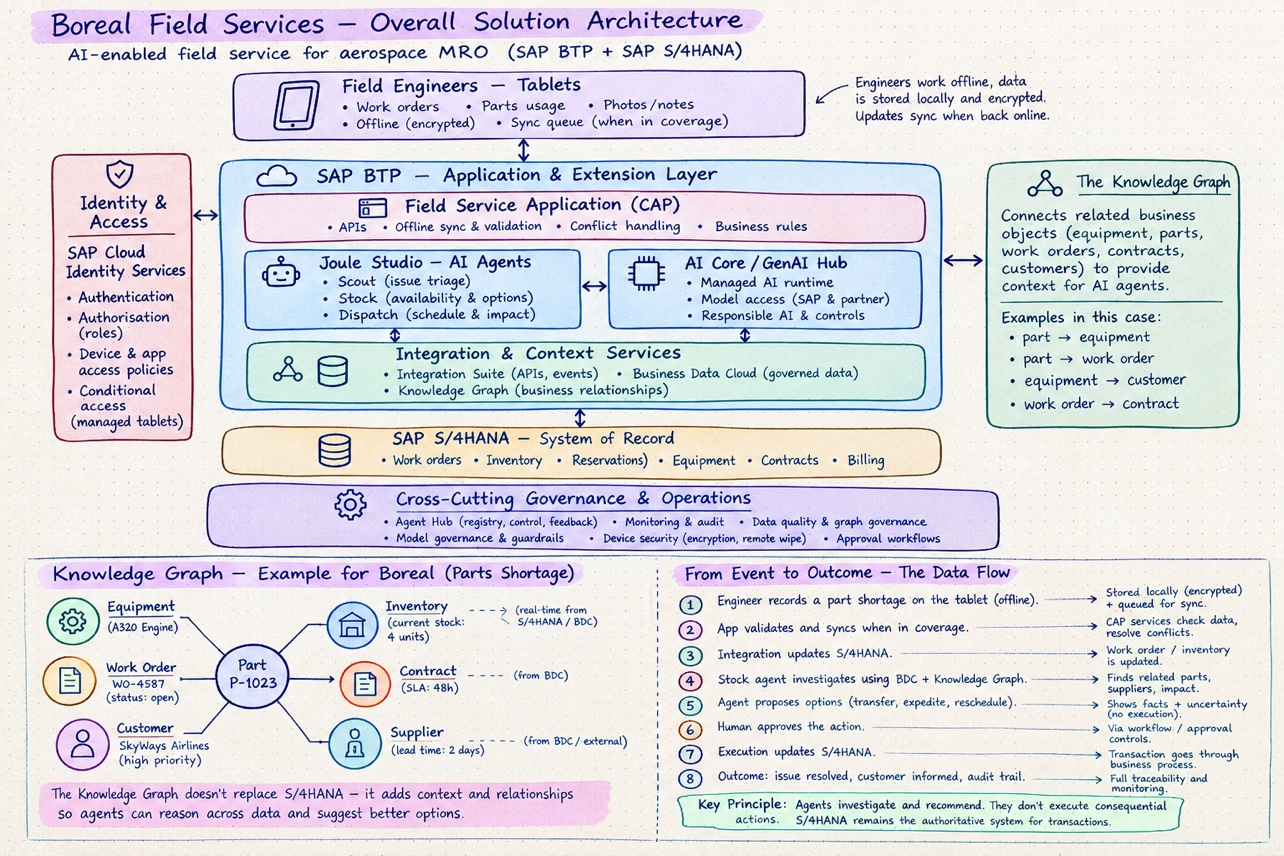 Boreal Field Services — Overall Solution Architecture
AI-enabled field service for aerospace MRO (SAP BTP + SAP S/4HANA)
Field Engineers — Tablets
• Work orders • Parts usage • Photos/notes
• Offline (encrypted) • Sync queue (when in coverage)
Engineers work offline, data
is stored locally and encrypted.
Updates sync when back online.
Identity &
Access
SAP Cloud
Identity Services
• Authentication
• Authorisation
(roles)
• Device & app
access policies
• Conditional
access
(managed tablets)
SAP BTP — Application & Extension Layer
Field Service Application (CAP)
• APIs • Offline sync & validation • Conflict handling • Business rules
Joule Studio — AI Agents
• Scout (issue triage)
• Stock (availability & options)
• Dispatch (schedule & impact)
AI Core / GenAI Hub
• Managed AI runtime
• Model access (SAP & partner)
• Responsible AI & controls
Integration & Context Services
• Integration Suite (APIs, events) • Business Data Cloud (governed data)
• Knowledge Graph (business relationships)
The Knowledge Graph
Connects related business
objects (equipment, parts,
work orders, contracts,
customers) to provide
context for AI agents.
Examples in this case:
• part → equipment
• part → work order
• equipment → customer
• work order → contract
SAP S/4HANA — System of Record
• Work orders • Inventory • Reservations) • Equipment • Contracts • Billing
Cross-Cutting Governance & Operations
• Agent Hub (registry, control, feedback) • Monitoring & audit • Data quality & graph governance
• Model governance & guardrails • Device security (encryption, remote wipe) • Approval workflows
Knowledge Graph — Example for Boreal (Parts Shortage)
Equipment
(A320 Engine)
Work Order
WO-4587
(status: open)
Customer
SkyWays Airlines
(high priority)
Part
P-1023
Inventory
(current stock:
4 units)
(real-time from
S/4HANA / BDC)
Contract
(SLA: 48h)
(from BDC)
Supplier
(lead time: 2 days)
(from BDC / external)
The Knowledge Graph doesn't replace S/4HANA — it adds context and relationships
so agents can reason across data and suggest better options.
From Event to Outcome — The Data Flow
1 Engineer records a part shortage on the tablet (offline). → Stored locally (encrypted)
+ queued for sync.
2 App validates and syncs when in coverage. → CAP services check data,
resolve conflicts.
3 Integration updates S/4HANA. → Work order / inventory
is updated.
4 Stock agent investigates using BDC + Knowledge Graph. → Finds related parts,
suppliers, impact.
5 Agent proposes options (transfer, expedite, reschedule). → Shows facts + uncertainty
(no execution).
6 Human approves the action. → Via workflow / approval
controls.
7 Execution updates S/4HANA. → Transaction goes through
business process.
8 Outcome: issue resolved, customer informed, audit trail. → Full traceability and
monitoring.
Key Principle: Agents investigate and recommend. They don't execute consequential
actions. S/4HANA remains the authoritative system for transactions.